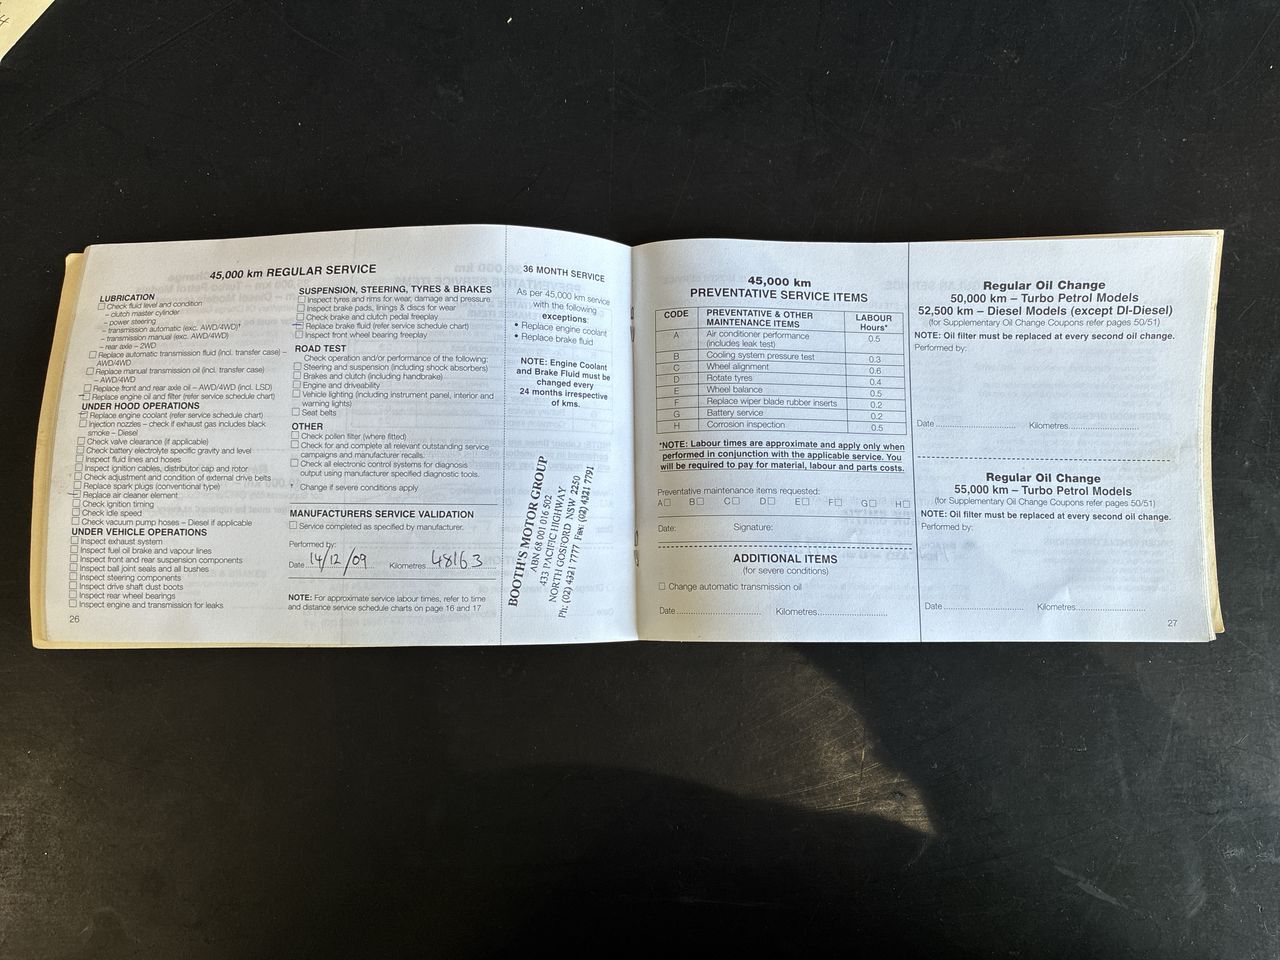 45,000 km REGULAR SERVICE
LUBRICATION
Check fluid level and condition
– clutch master cylinder
– power steering
– transmission automatic (exc. AWD/4WD)†
– transmission manual (exc. AWD/4WD)
– rear axle – 2WD
Replace automatic transmission fluid (incl. transfer case) –
AWD/4WD
Replace manual transmission oil (incl. transfer case)
– AWD/4WD
Replace front and rear axle oil – AWD/4WD (incl. LSD)
Replace engine oil and filter (refer service schedule chart)
UNDER HOOD OPERATIONS
Replace engine coolant (refer service schedule chart)
Injection nozzles – check if exhaust gas includes black
smoke – Diesel
Check valve clearance (if applicable)
Check battery electrolyte specific gravity and level
Inspect fluid lines and hoses
Inspect ignition cables, distributor cap and rotor
Check adjustment and condition of external drive belts
Replace spark plugs (conventional type)
Replace air cleaner element
Check ignition timing
Check idle speed
Check vacuum pump hoses – Diesel if applicable
UNDER VEHICLE OPERATIONS
Inspect exhaust system
Inspect fuel oil brake and vapour lines
Inspect front and rear suspension components
Inspect ball joint seals and all bushes
Inspect steering components
Inspect drive shaft dust boots
Inspect rear wheel bearings
Inspect engine and transmission for leaks
26
SUSPENSION, STEERING, TYRES & BRAKES
Inspect tyres and rims for wear, damage and pressure
Inspect brake pads, linings & discs for wear
Check brake and clutch pedal freeplay
Replace brake fluid (refer service schedule chart)
Inspect front wheel bearing freeplay
ROAD TEST
Check operation and/or performance of the following:
Steering and suspension (including shock absorbers)
Brakes and clutch (including handbrake)
Engine and driveability
Vehicle lighting (including instrument panel, interior and
warning lights)
Seat belts
OTHER
Check pollen filter (where fitted)
Check for and complete all relevant outstanding service
campaigns and manufacturer recalls.
Check all electronic control systems for diagnosis
output using manufacturer specified diagnostic tools.
† Change if severe conditions apply
MANUFACTURERS SERVICE VALIDATION
Service completed as specified by manufacturer.
Performed by:
Date 14/12/09 Kilometres 48163
NOTE: For approximate service labour times, refer to time
and distance service schedule charts on page 16 and 17
36 MONTH SERVICE
As per 45,000 km service
with the following
exceptions:
• Replace engine coolant
• Replace brake fluid
NOTE: Engine Coolant
and Brake Fluid must be
changed every
24 months irrespective
of kms.
BOOTH'S MOTOR GROUP
ABN 68 001 016 502
433 PACIFIC HIGHWAY
NORTH GOSFORD NSW 2250
Ph: (02) 4321 7777 Fax: (02) 4321 7791
45,000 km
PREVENTATIVE SERVICE ITEMS
CODE PREVENTATIVE & OTHER MAINTENANCE ITEMS LABOUR Hours*
A Air conditioner performance (includes leak test) 0.5
B Cooling system pressure test 0.3
C Wheel alignment 0.6
D Rotate tyres 0.4
E Wheel balance 0.5
F Replace wiper blade rubber inserts 0.2
G Battery service 0.2
H Corrosion inspection 0.5
*NOTE: Labour times are approximate and apply only when
performed in conjunction with the applicable service. You
will be required to pay for material, labour and parts costs.
Preventative maintenance items requested:
A B C D E F G H
Date: Signature:
ADDITIONAL ITEMS
(for severe conditions)
Change automatic transmission oil
Date Kilometres
Regular Oil Change
50,000 km – Turbo Petrol Models
52,500 km – Diesel Models (except DI-Diesel)
(for Supplementary Oil Change Coupons refer pages 50/51)
NOTE: Oil filter must be replaced at every second oil change.
Performed by:
Date Kilometres
Regular Oil Change
55,000 km – Turbo Petrol Models
(for Supplementary Oil Change Coupons refer pages 50/51)
NOTE: Oil filter must be replaced at every second oil change.
Performed by:
Date Kilometres
27